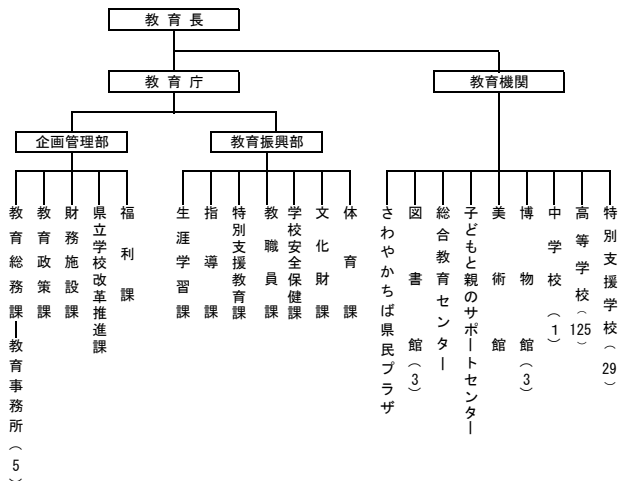 教育長
教育庁
教育機関
企画管理部
教育振興部
教育総務課
教育事務所(5)
教育政策課
財務施設課
県立学校改革推進課
福利課
生涯学習課
指導課
特別支援教育課
教職員課
学校安全保健課
文化財課
体育課
さわやかちば県民プラザ
図書館(3)
総合教育センター
子どもと親のサポートセンター
美術館
博物館(3)
中学校(1)
高等学校(125)
特別支援学校(29)